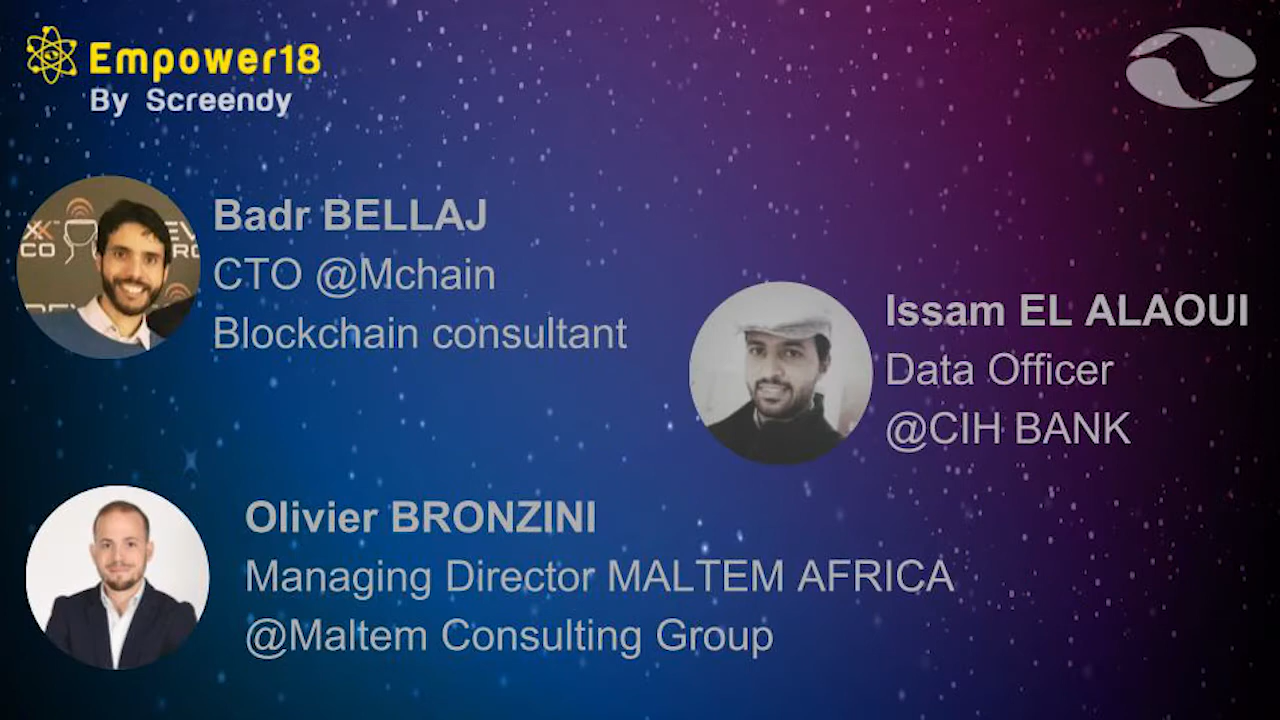 Empower18
By Screendy
Badr BELLAJ
CTO @Mchain
Blockchain consultant
Issam EL ALAOUI
Data Officer
@CIH BANK
Olivier BRONZINI
Managing Director MALTEM AFRICA
@Maltem Consulting Group